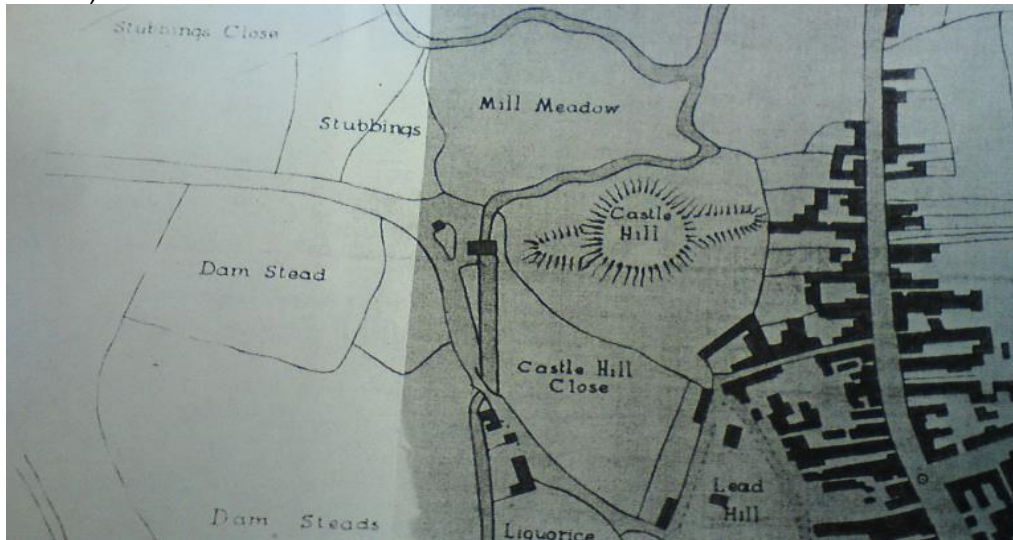 Stubbings Close
Mill Meadow
Stubbings
Castle
Hill
Dam Stead
Castle Hill
Close
Lead
Hill
Dam Steads
Liquorice